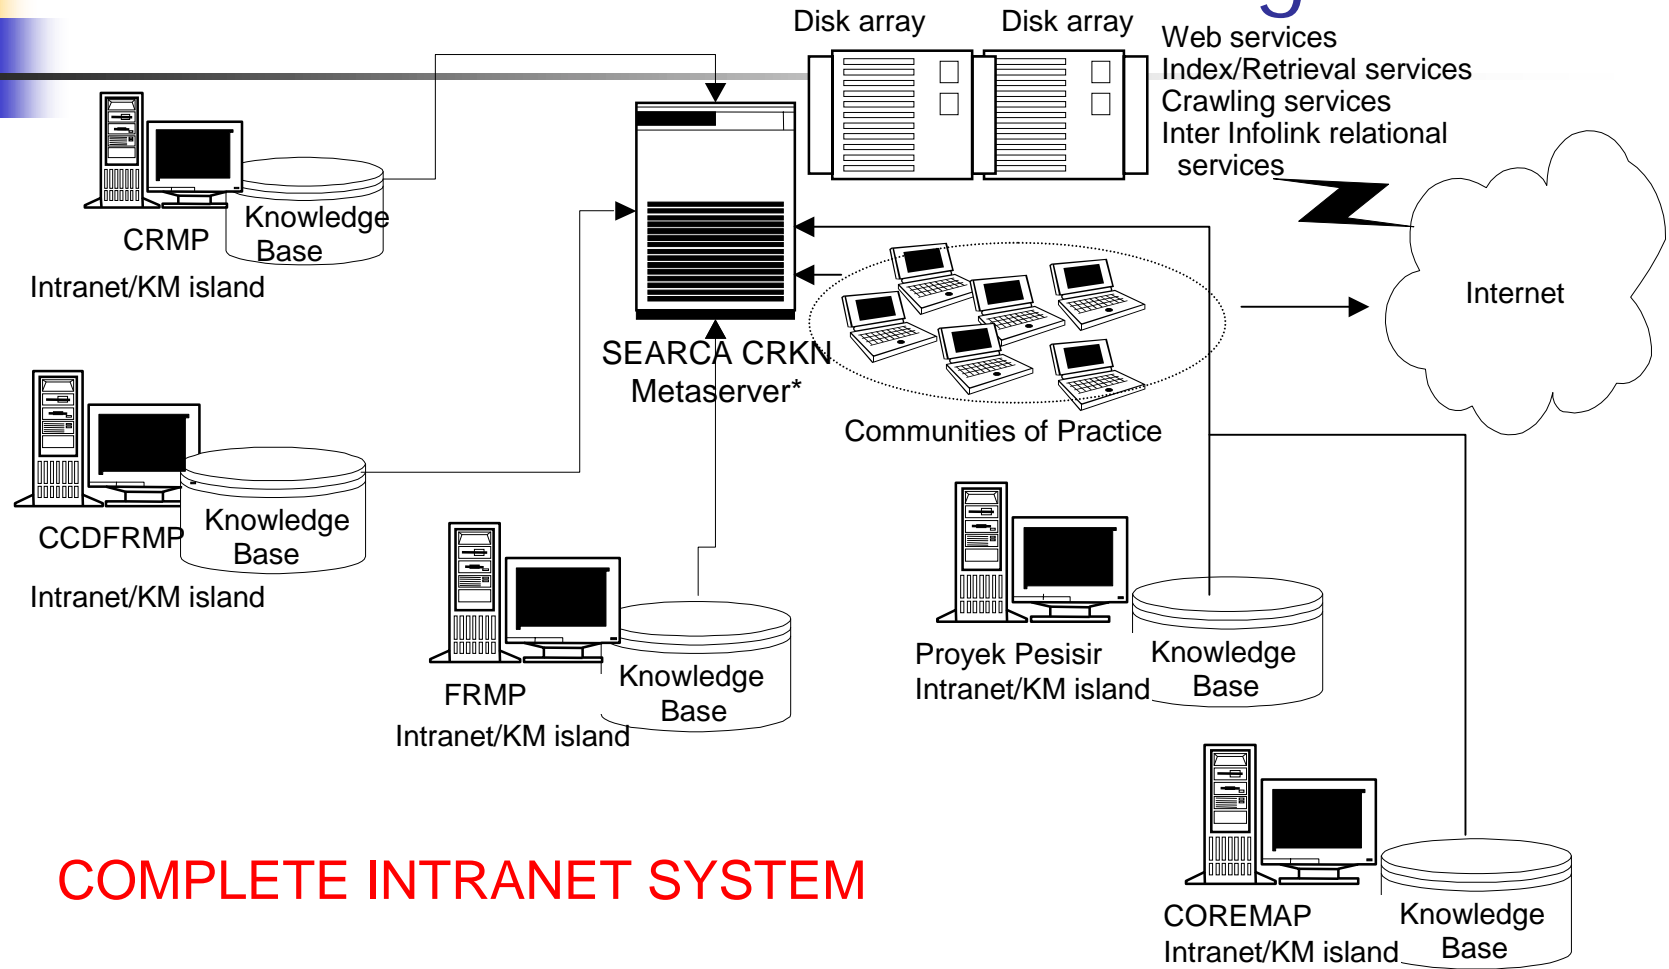 Disk array
Disk array
Web services
Index/Retrieval services
Crawling services
Inter Infolink relational
services
Knowledge
Base
CRMP
Intranet/KM island
Internet
SEARCA CRKN
Metaserver*
Communities of Practice
Knowledge
Base
CCDFRMP
Intranet/KM island
Knowledge
Base
FRMP
Intranet/KM island
Proyek Pesisir
Intranet/KM island
Knowledge
Base
COMPLETE INTRANET SYSTEM
COREMAP
Intranet/KM island
Knowledge
Base